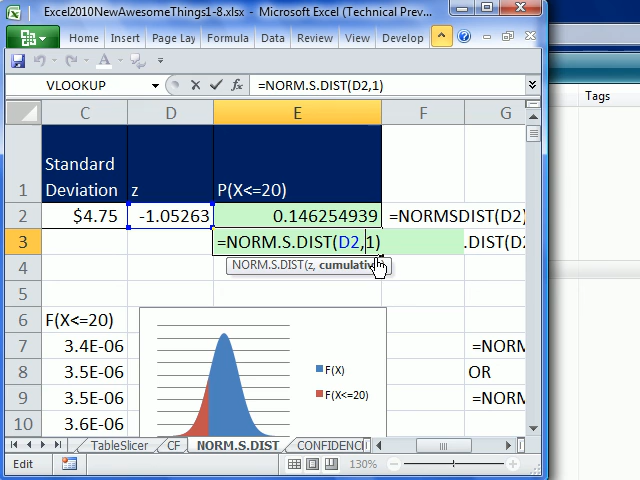 Excel2010NewAwesomeThings1-8.xlsx - Microsoft Excel (Technical Prev...
Home Insert Page Lay Formula Data Review View Develop
Tags
VLOOKUP fx =NORM.S.DIST(D2,1)
C D E F G
1 Standard Deviation z P(X<=20)
2 $4.75 -1.05263 0.146254939 =NORMSDIST(D2)
3 =NORM.S.DIST(D2,1) .DIST(D2
NORM.S.DIST(z, cumulative)
4
5
6 F(X<=20)
7 3.4E-06 =NORM
8 3.5E-06 OR
9 3.5E-06 =NORM
10 3.6E-06
F(X)
F(X<=20)
TableSlicer CF NORM.S.DIST CONFIDENC
Edit 130%